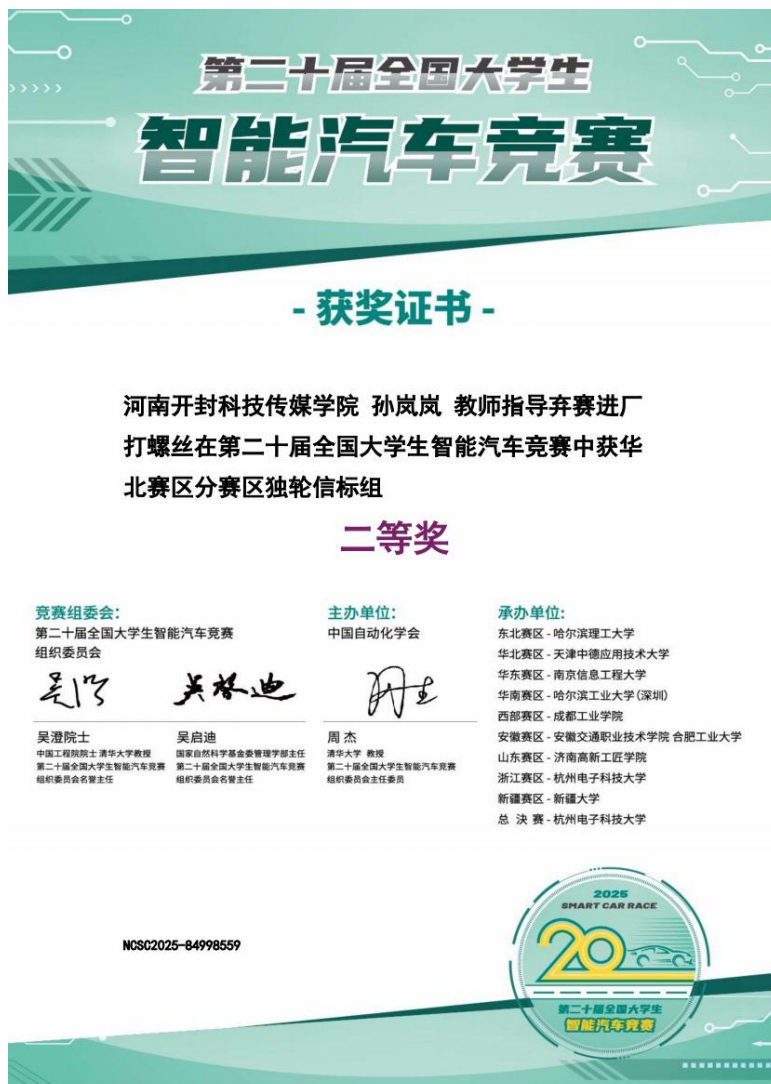 第二十届全国大学生
智能汽车竞赛
- 获奖证书 -
河南开封科技传媒学院 孙岚岚 教师指导弃赛进厂
打螺丝在第二十届全国大学生智能汽车竞赛中获华
北赛区分赛区独轮信标组
二等奖
竞赛组委会:
第二十届全国大学生智能汽车竞赛
组织委员会
吴澄
吴启迪
吴澄院士
中国工程院院士 清华大学教授
第二十届全国大学生智能汽车竞赛
组织委员会名誉主任
吴启迪
国家自然科学基金委管理学部主任
第二十届全国大学生智能汽车竞赛
组织委员会名誉主任
主办单位:
中国自动化学会
周 杰
清华大学 教授
第二十届全国大学生智能汽车竞赛
组织委员会主任委员
承办单位:
东北赛区 - 哈尔滨理工大学
华北赛区 - 天津中德应用技术大学
华东赛区 - 南京信息工程大学
华南赛区 - 哈尔滨工业大学(深圳)
西部赛区 - 成都工业学院
安徽赛区 - 安徽交通职业技术学院 合肥工业大学
山东赛区 - 济南高新工匠学院
浙江赛区 - 杭州电子科技大学
新疆赛区 - 新疆大学
总 决 赛 - 杭州电子科技大学
NCSC2025-84998559
2025
SMART CAR RACE
20
第二十届全国大学生
智能汽车竞赛